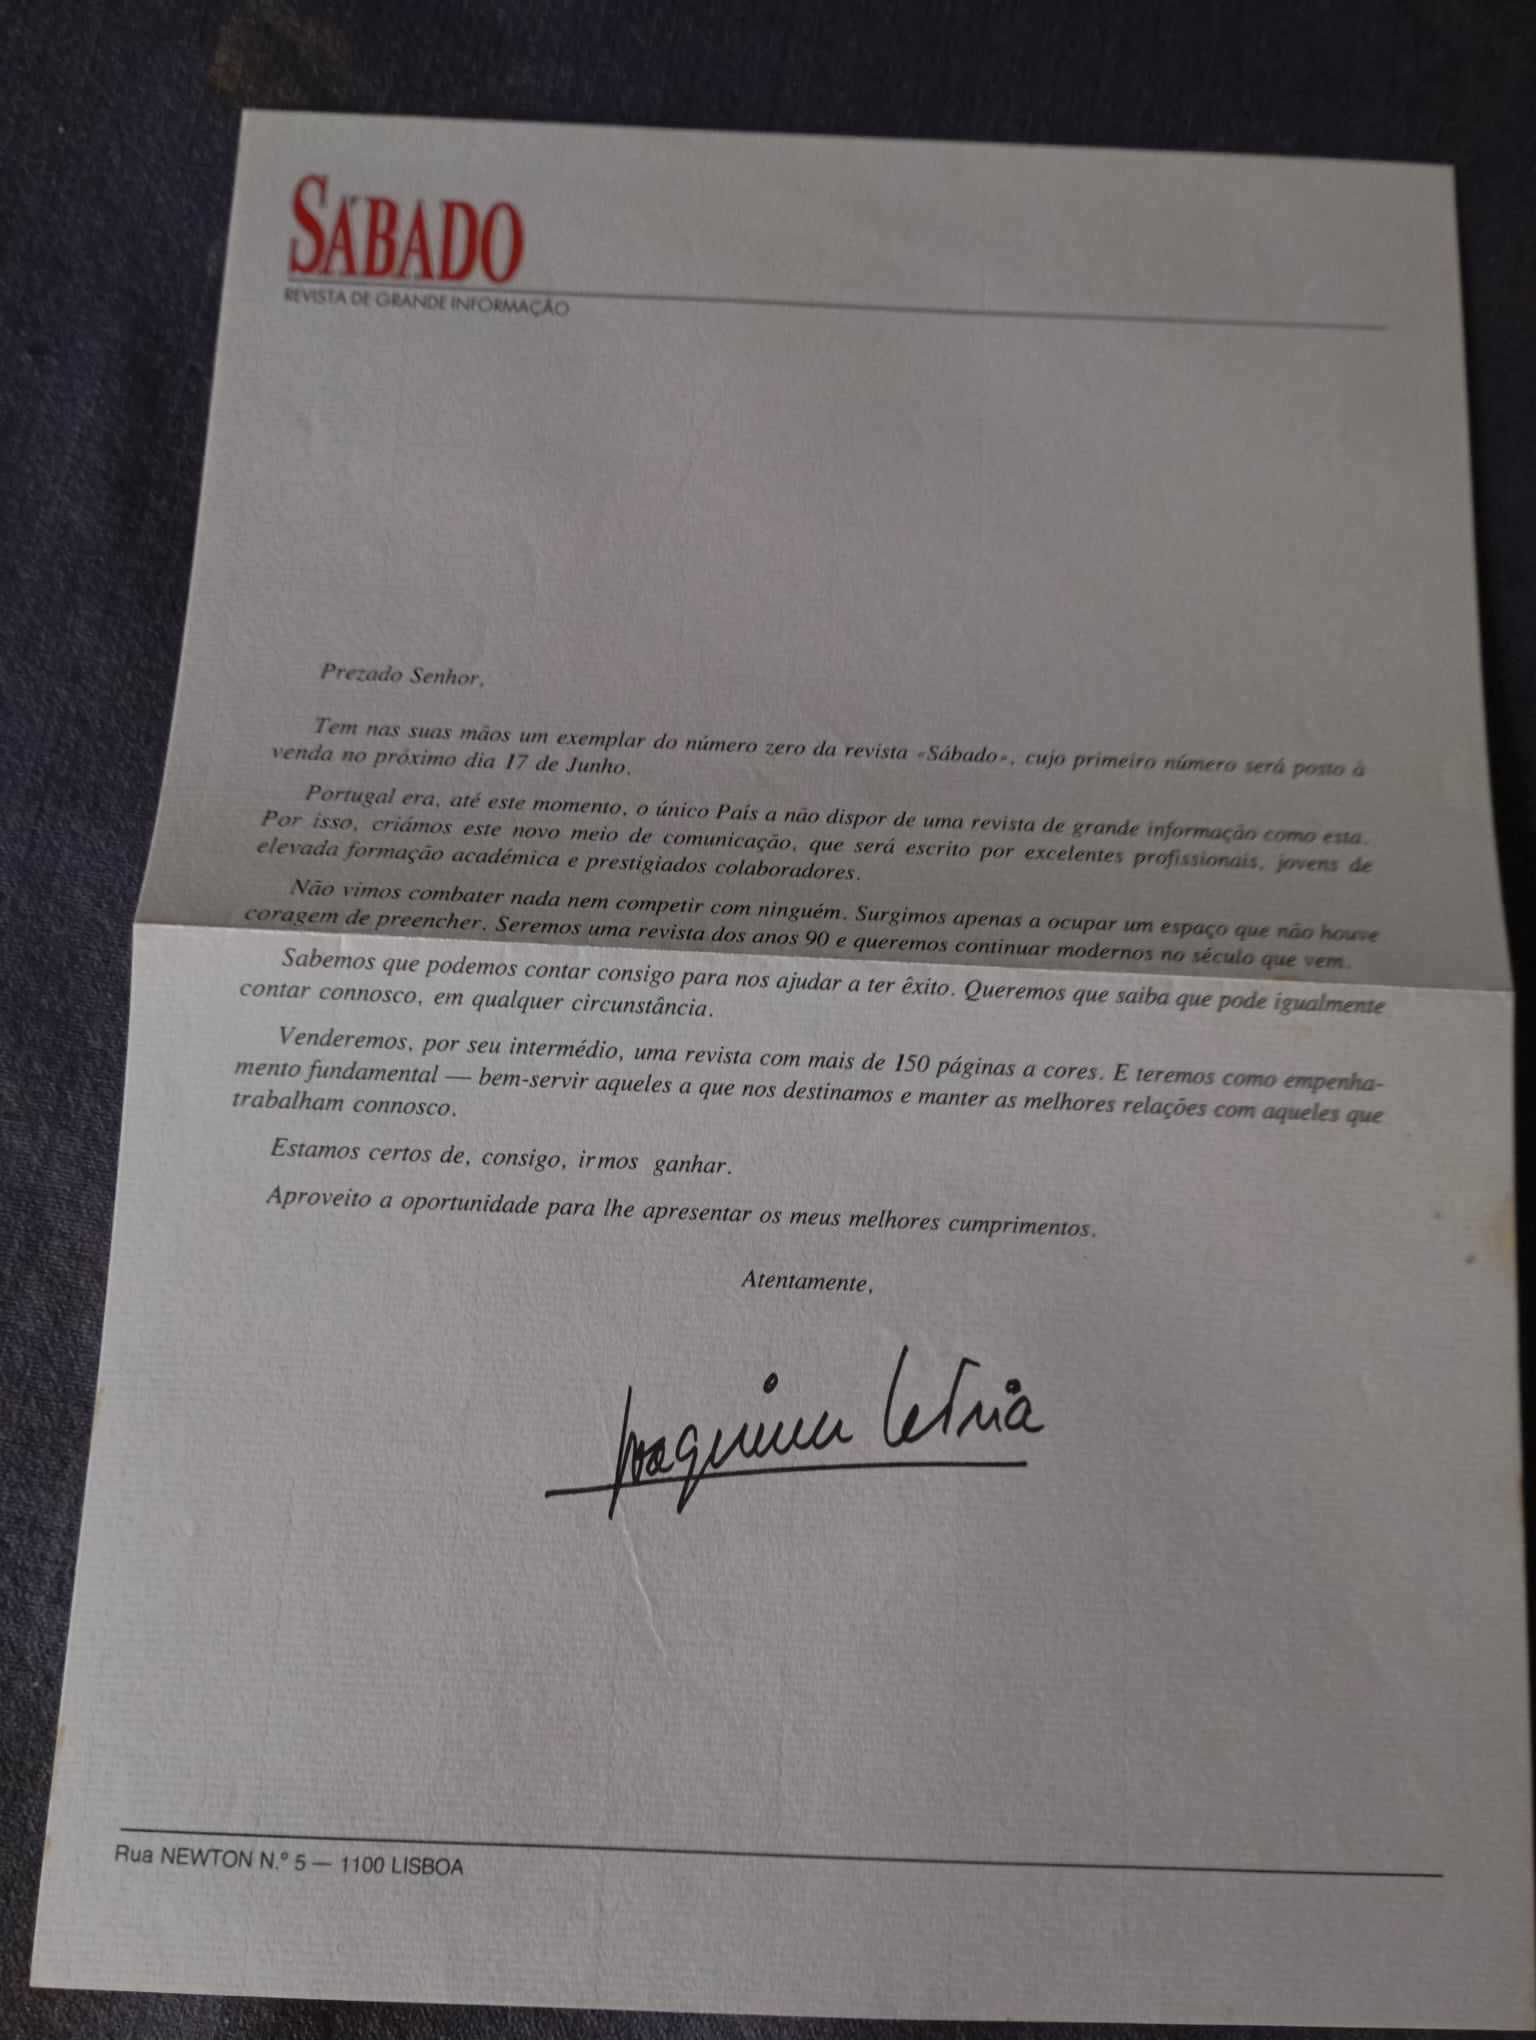 SÁBADO
REVISTA DE GRANDE INFORMAÇÃO
Prezado Senhor,
Tem nas suas mãos um exemplar do número zero da revista «Sábado», cujo primeiro número será posto à
venda no próximo dia 17 de Junho.
Portugal era, até este momento, o único País a não dispor de uma revista de grande informação como esta.
Por isso, criámos este novo meio de comunicação, que será escrito por excelentes profissionais, jovens de
elevada formação académica e prestigiados colaboradores.
Não vimos combater nada nem competir com ninguém. Surgimos apenas a ocupar um espaço que não houve
coragem de preencher. Seremos uma revista dos anos 90 e queremos continuar modernos no século que vem.
Sabemos que podemos contar consigo para nos ajudar a ter êxito. Queremos que saiba que pode igualmente
contar connosco, em qualquer circunstância.
Venderemos, por seu intermédio, uma revista com mais de 150 páginas a cores. E teremos como empenha-
mento fundamental — bem-servir aqueles a que nos destinamos e manter as melhores relações com aqueles que
trabalham connosco.
Estamos certos de, consigo, irmos ganhar.
Aproveito a oportunidade para lhe apresentar os meus melhores cumprimentos.
Atentamente,
Joaquim Letria
Rua NEWTON N.º 5 — 1100 LISBOA